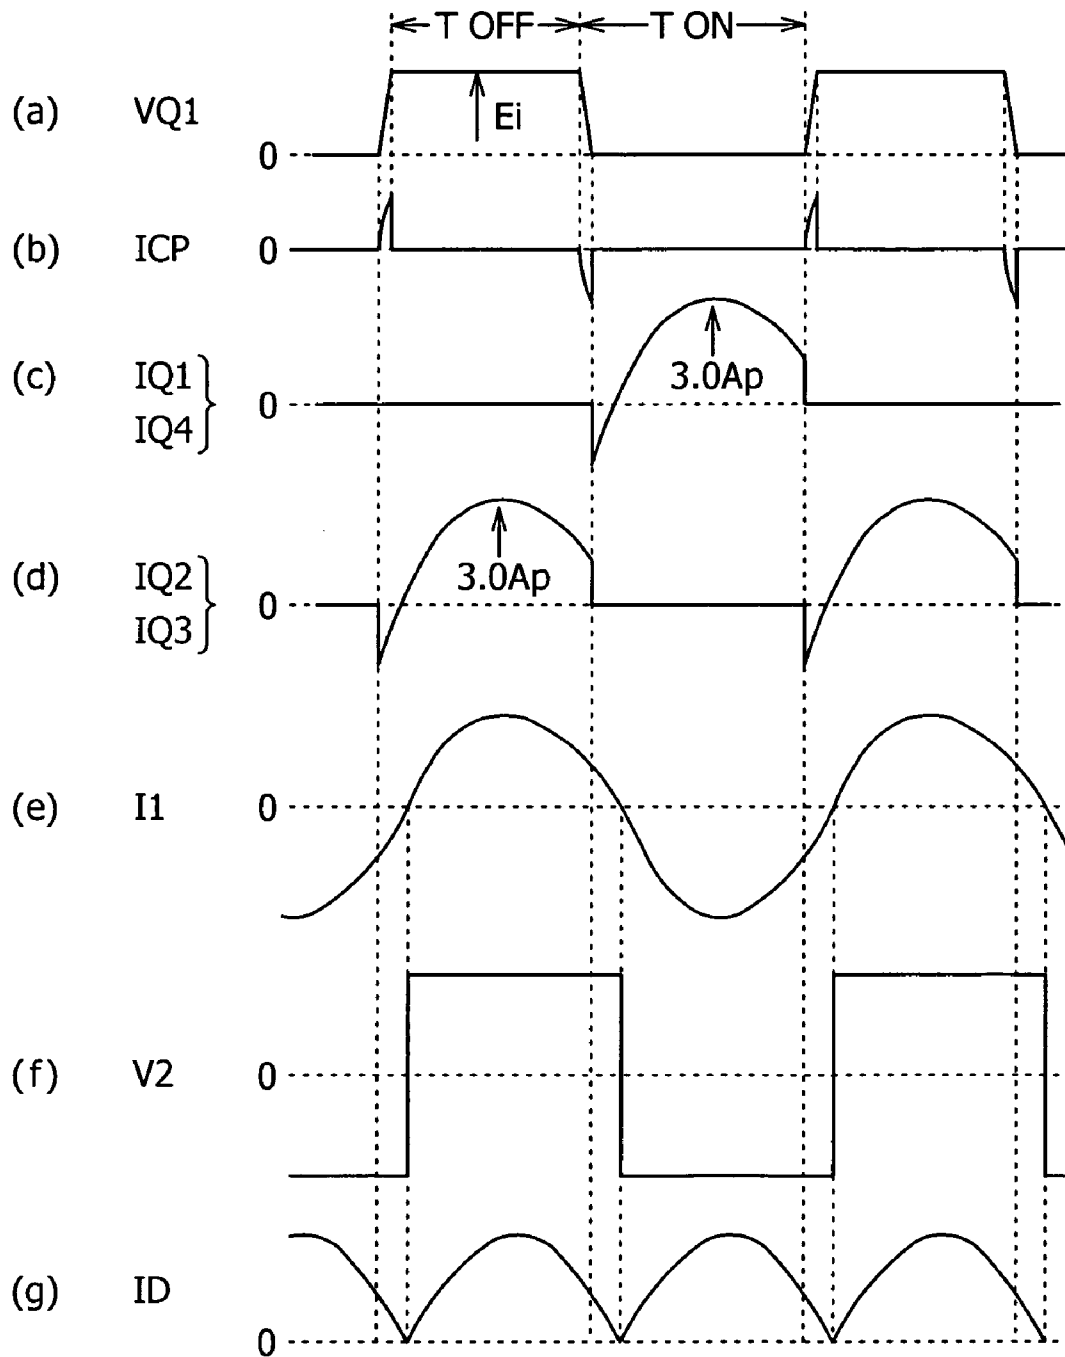 T OFF T ON
(a) VQ1 Ei
0
(b) ICP 0
(c) IQ1 IQ4 0 3.0Ap
(d) IQ2 IQ3 0 3.0Ap
(e) I1 0
(f) V2 0
(g) ID
0